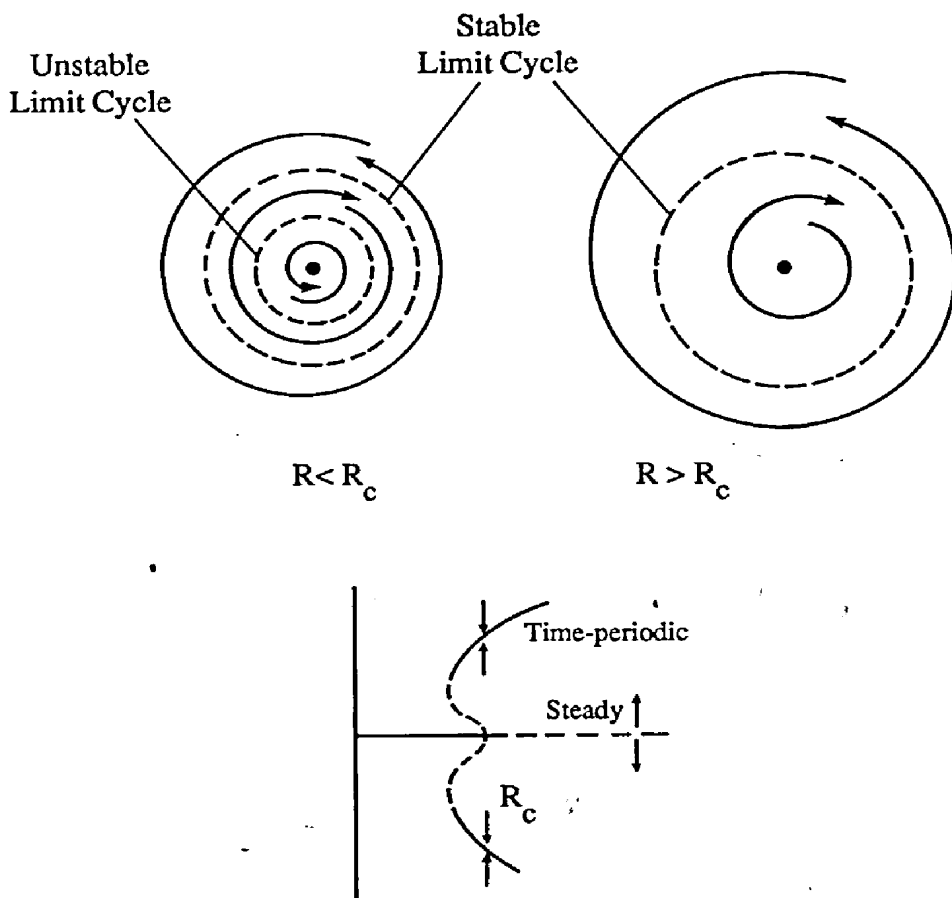 Unstable
Limit Cycle
Stable
Limit Cycle
R< R_c
R > R_c
Time-periodic
Steady
R_c